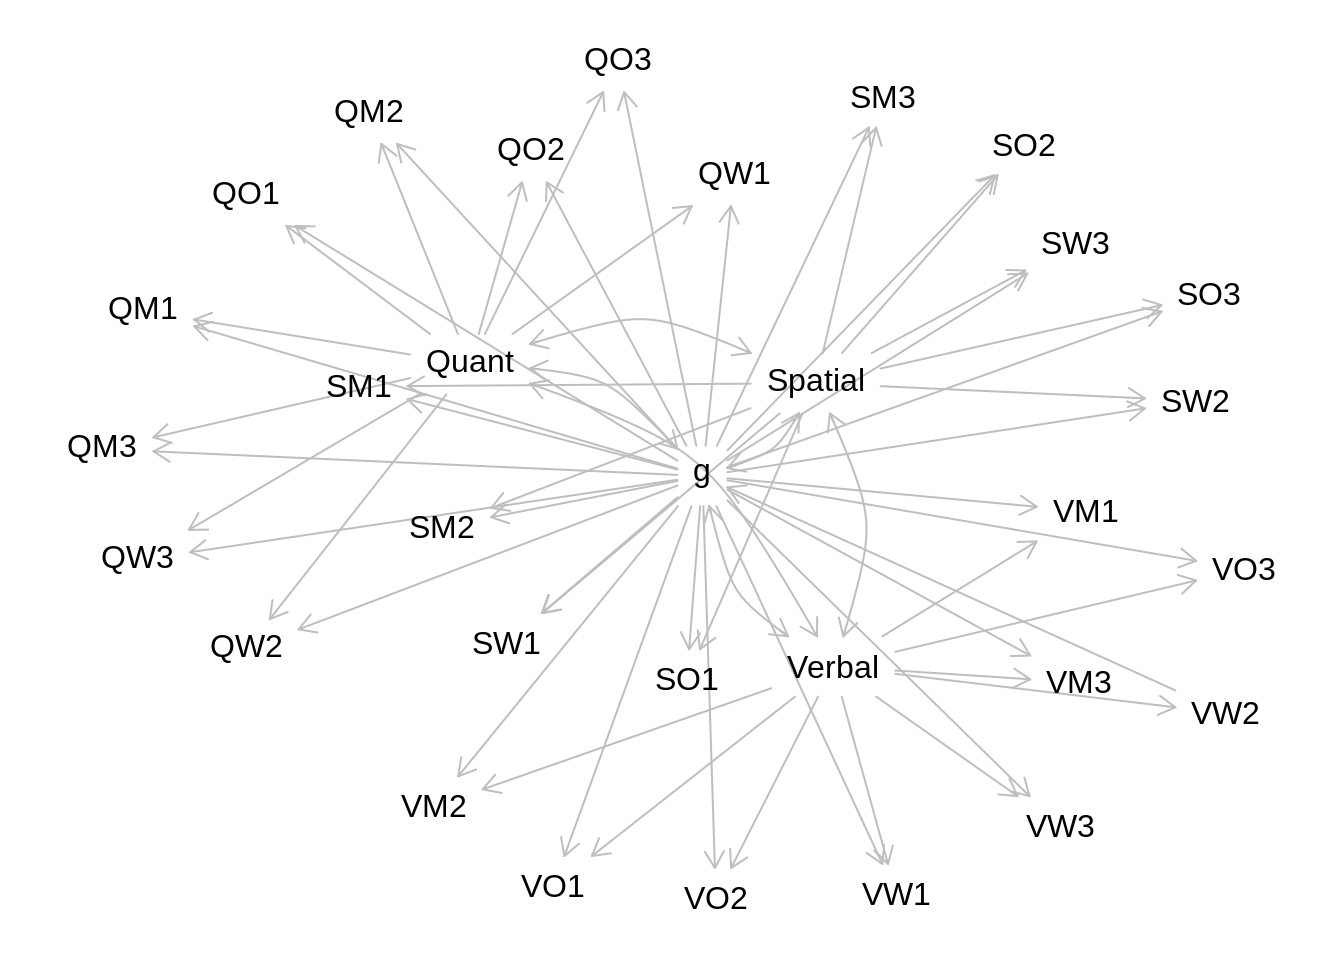 QO3
SM3
QM2
SO2
QO2
QW1
QO1
SW3
SO3
QM1
Quant
Spatial
SM1
SW2
QM3
g
VM1
SM2
QW3
VO3
SW1
QW2
Verbal
SO1
VM3
VW2
VM2
VW3
VO1
VW1
VO2